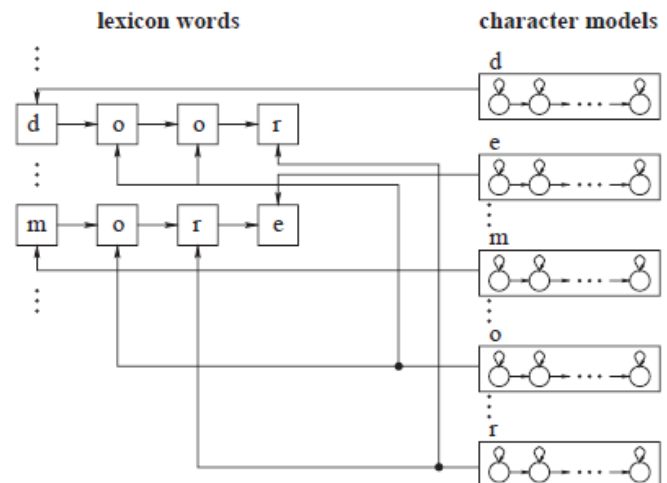 lexicon words
character models
d
d o o r
e
m o r e
m
o
r